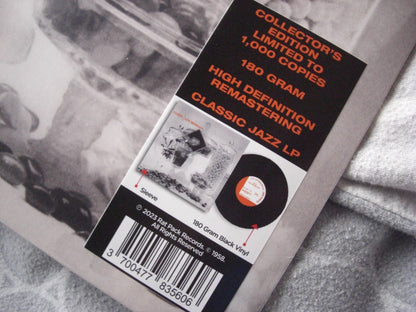 COLLECTOR'S
EDITION
LIMITED TO
1,000 COPIES
180 GRAM
HIGH DEFINITION
REMASTERING
CLASSIC JAZZ LP
Sleeve
180 Gram Black Vinyl
© 2023 Rat Pack Records, ℗ 1958.
All Rights Reserved
3 700477 835606